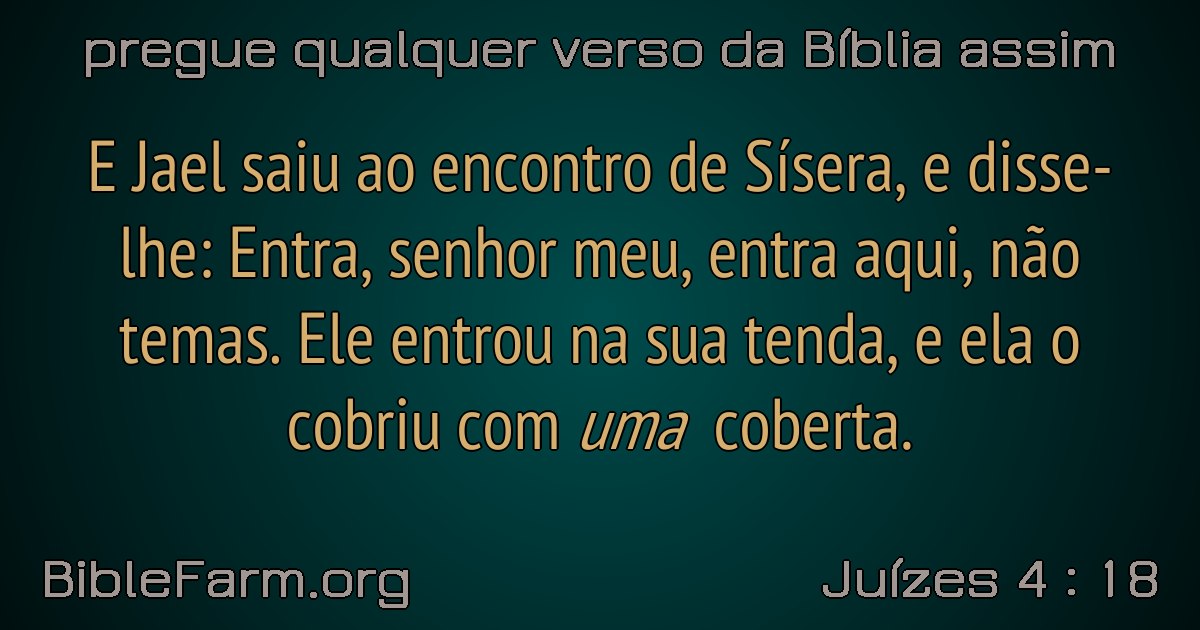 pregue qualquer verso da Bíblia assim
E Jael saiu ao encontro de Sísera, e disse-
lhe: Entra, senhor meu, entra aqui, não
temas. Ele entrou na sua tenda, e ela o
cobriu com uma coberta.
BibleFarm.org
Juízes 4 : 18